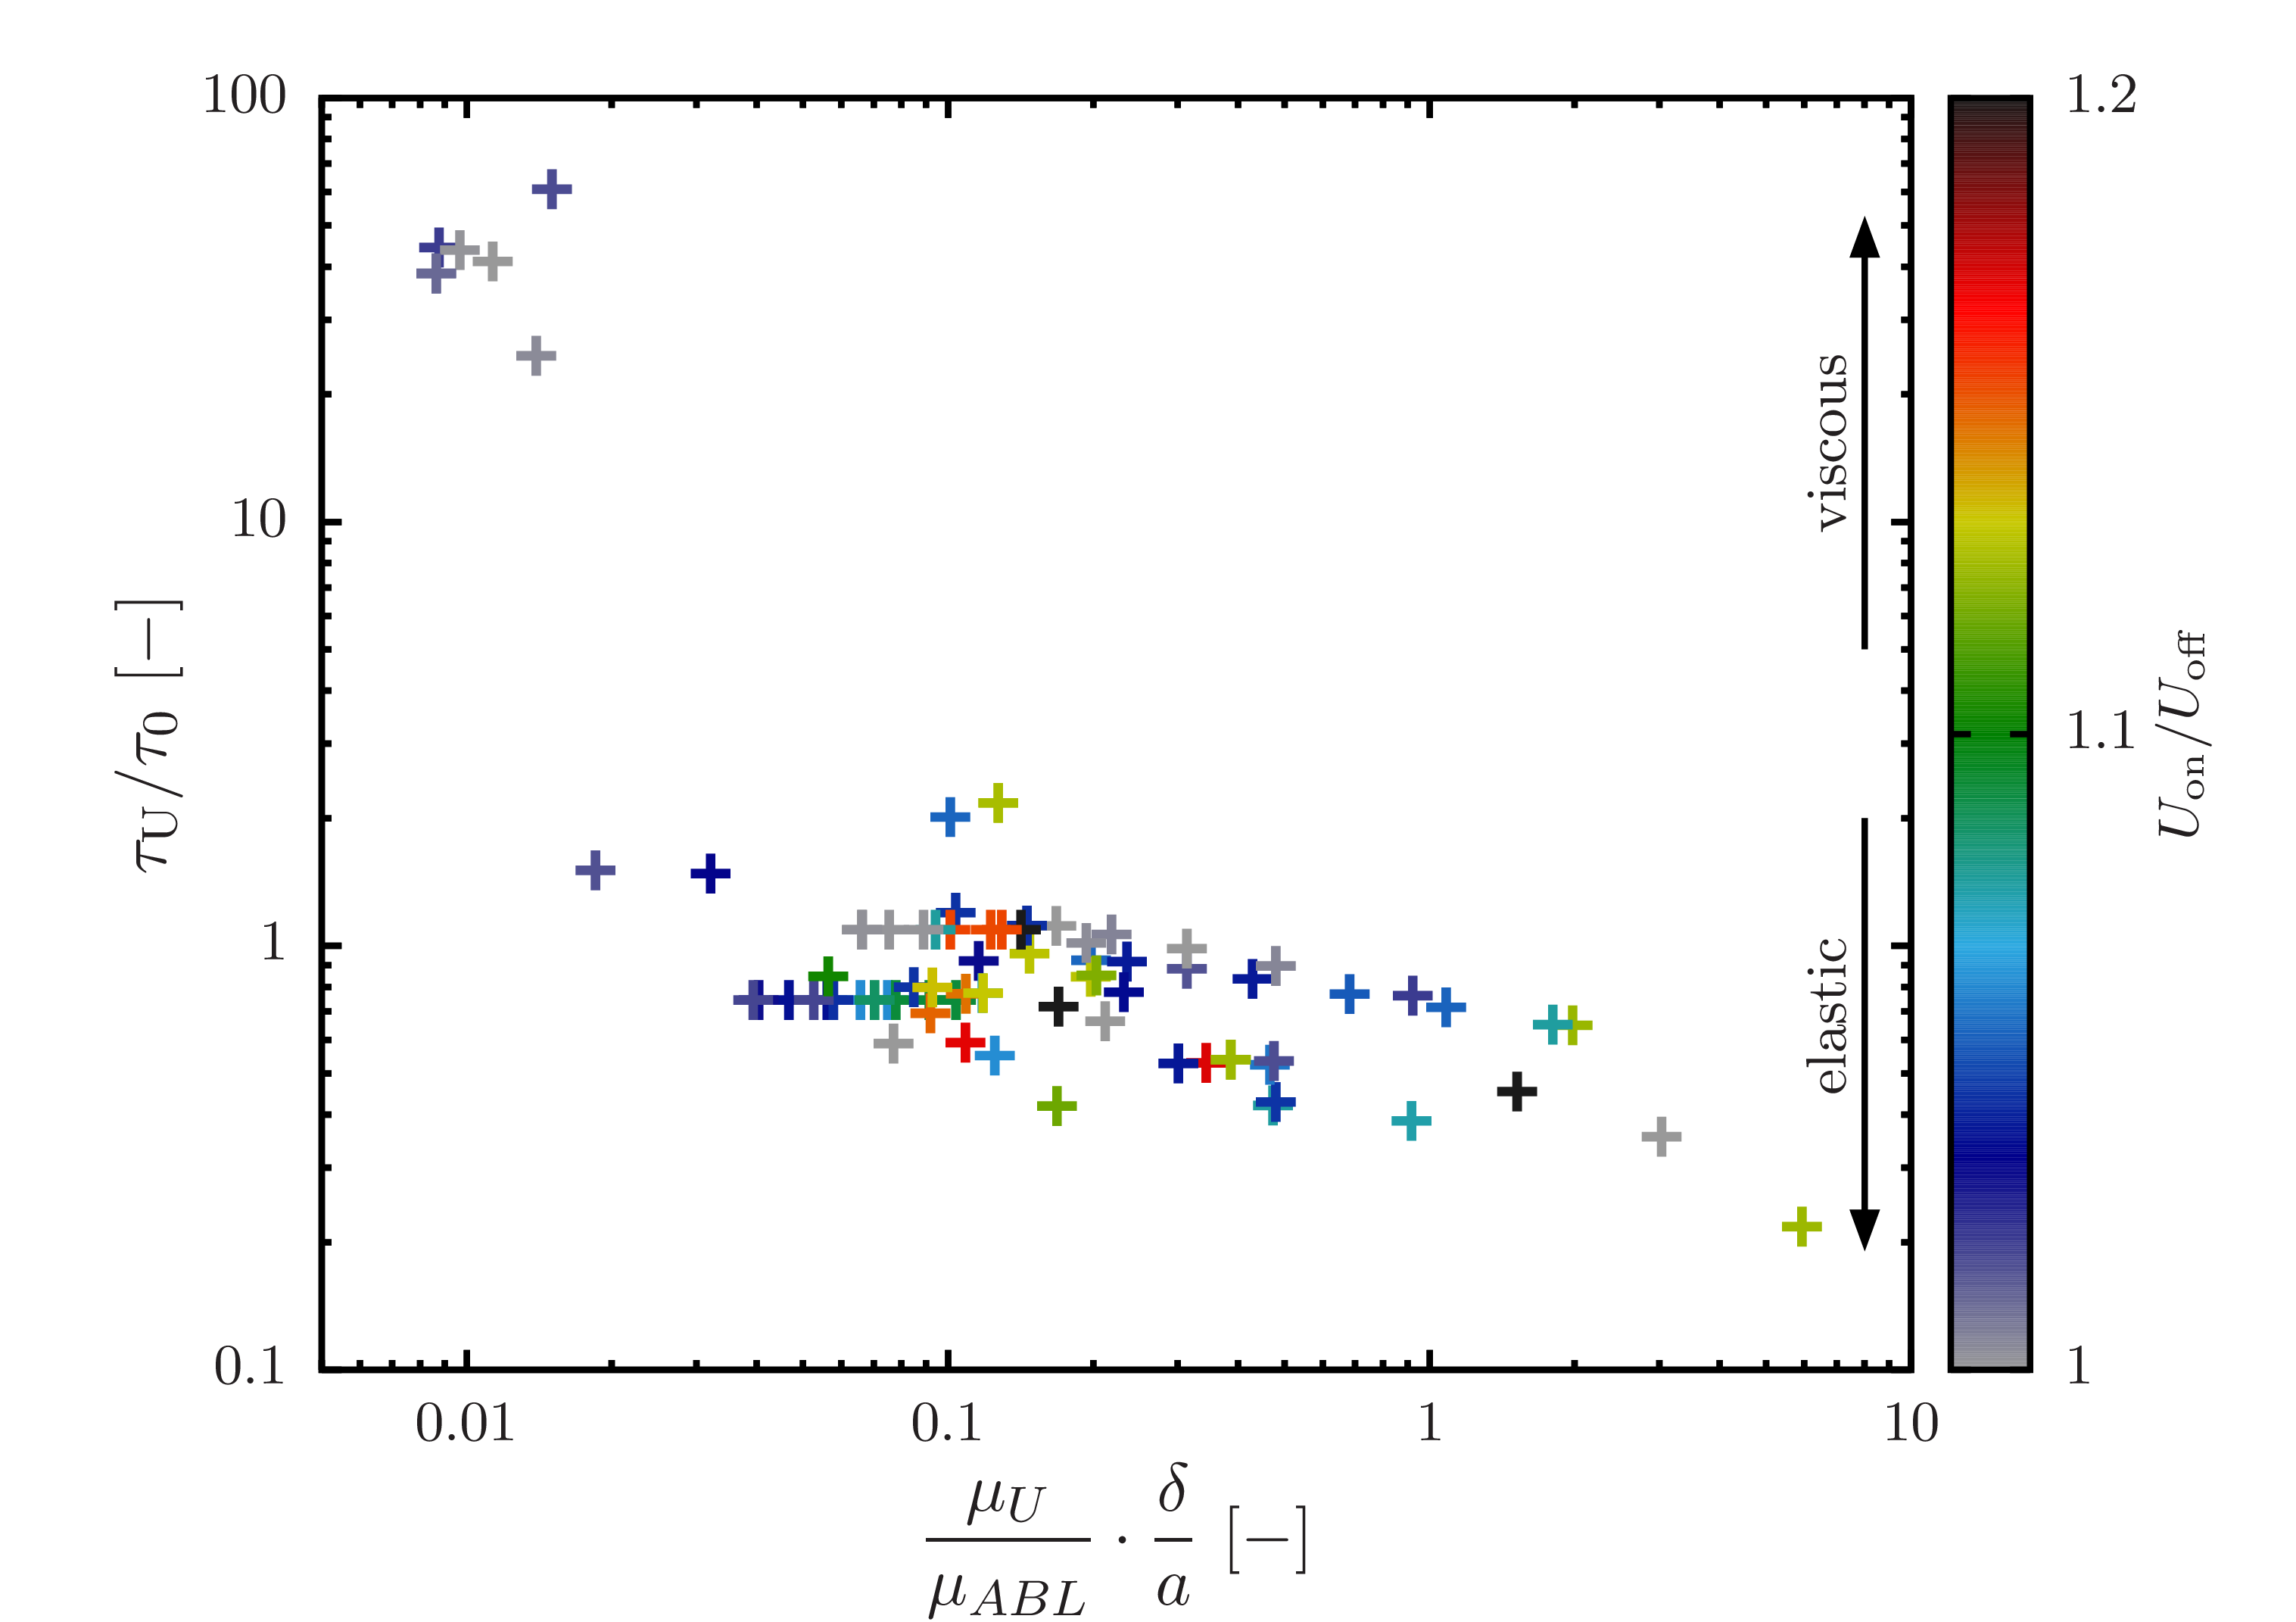 100
10
1
0.1
τU/τ0 [−]
0.01
0.1
1
10
μU/μABL · δ/a [−]
viscous
elastic
1.2
1.1
1
Uon/Uoff